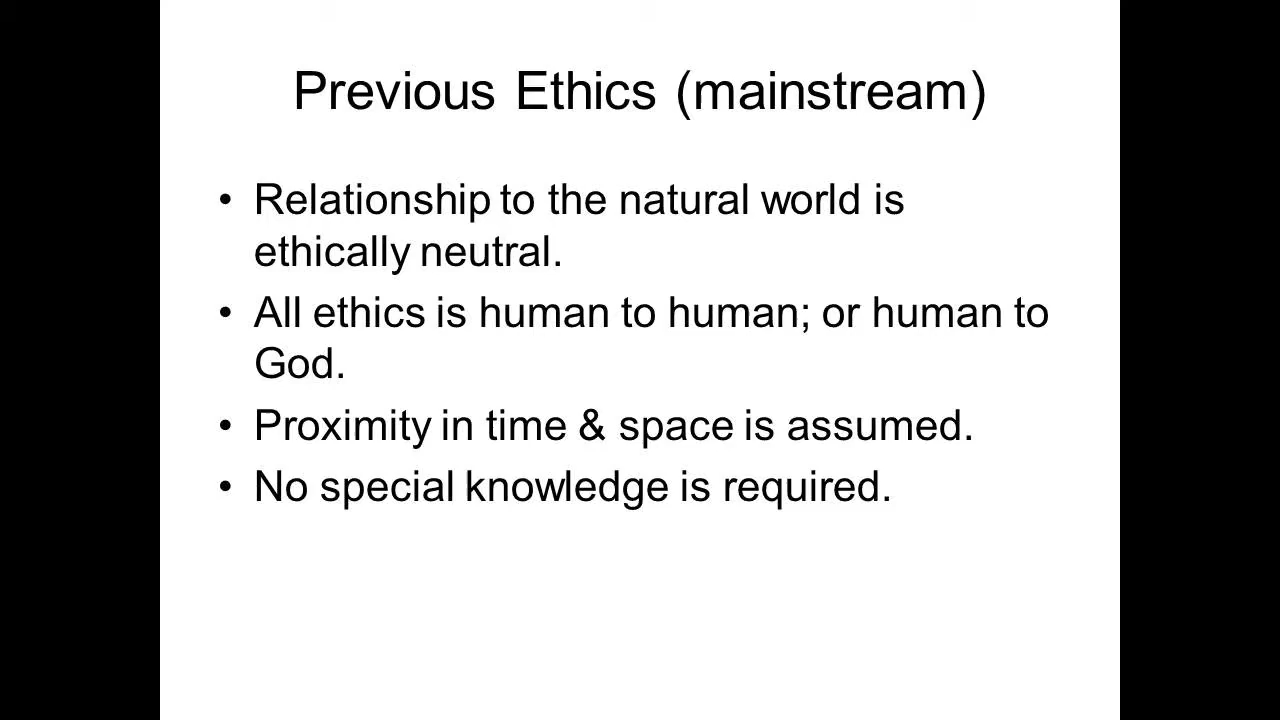 Previous Ethics (mainstream)
• Relationship to the natural world is
ethically neutral.
• All ethics is human to human; or human to
God.
• Proximity in time & space is assumed.
• No special knowledge is required.